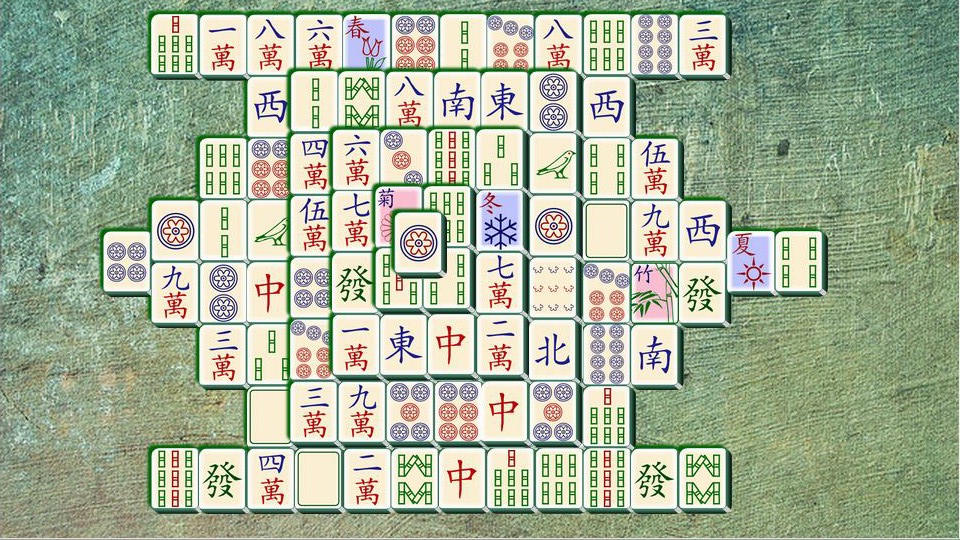 一萬 八萬 六萬 春 八萬 三萬
西 八萬 南 東 西
四萬 六萬 伍萬
伍萬 七萬 菊 冬 九萬 西
夏
九萬 中 發 七萬 竹 發
三萬 一萬 東 中 二萬 北 南
三萬 九萬 中
發 四萬 二萬 中 發